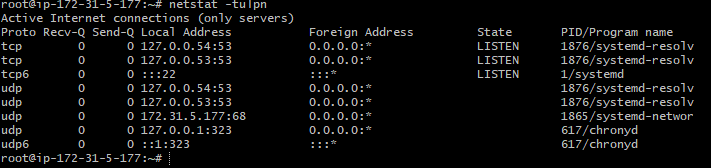 root@ip-172-31-5-177:~# netstat -tulpn
Active Internet connections (only servers)
Proto Recv-Q Send-Q Local Address           Foreign Address         State       PID/Program name
tcp        0      0 127.0.0.54:53           0.0.0.0:*               LISTEN      1876/systemd-resolv
tcp        0      0 127.0.0.53:53           0.0.0.0:*               LISTEN      1876/systemd-resolv
tcp6       0      0 :::22                   :::*                    LISTEN      1/systemd
udp        0      0 127.0.0.54:53           0.0.0.0:*                           1876/systemd-resolv
udp        0      0 127.0.0.53:53           0.0.0.0:*                           1876/systemd-resolv
udp        0      0 172.31.5.177:68         0.0.0.0:*                           1865/systemd-networ
udp        0      0 127.0.0.1:323           0.0.0.0:*                           617/chronyd
udp6       0      0 ::1:323                 :::*                                617/chronyd
root@ip-172-31-5-177:~#